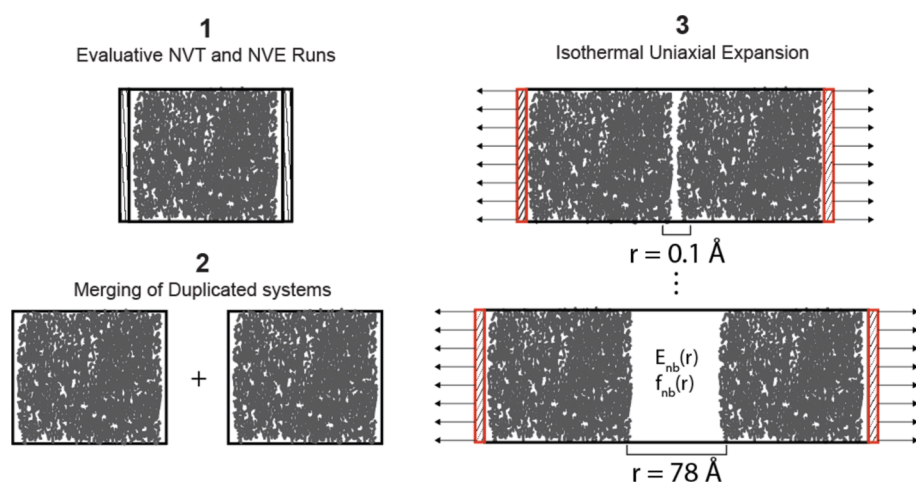 1
Evaluative NVT and NVE Runs
2
Merging of Duplicated systems
+
3
Isothermal Uniaxial Expansion
r = 0.1 Å
⋮
E_nb(r)
f_nb(r)
r = 78 Å